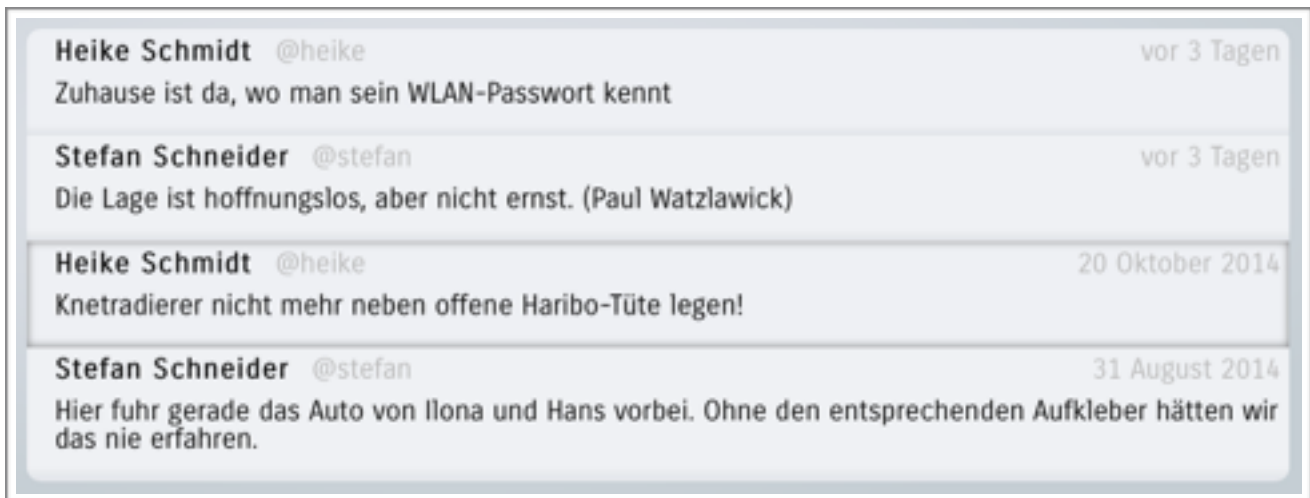 Heike Schmidt @heike vor 3 Tagen
Zuhause ist da, wo man sein WLAN-Passwort kennt
Stefan Schneider @stefan vor 3 Tagen
Die Lage ist hoffnungslos, aber nicht ernst. (Paul Watzlawick)
Heike Schmidt @heike 20 Oktober 2014
Knetradierer nicht mehr neben offene Haribo-Tüte legen!
Stefan Schneider @stefan 31 August 2014
Hier fuhr gerade das Auto von Ilona und Hans vorbei. Ohne den entsprechenden Aufkleber hätten wir
das nie erfahren.